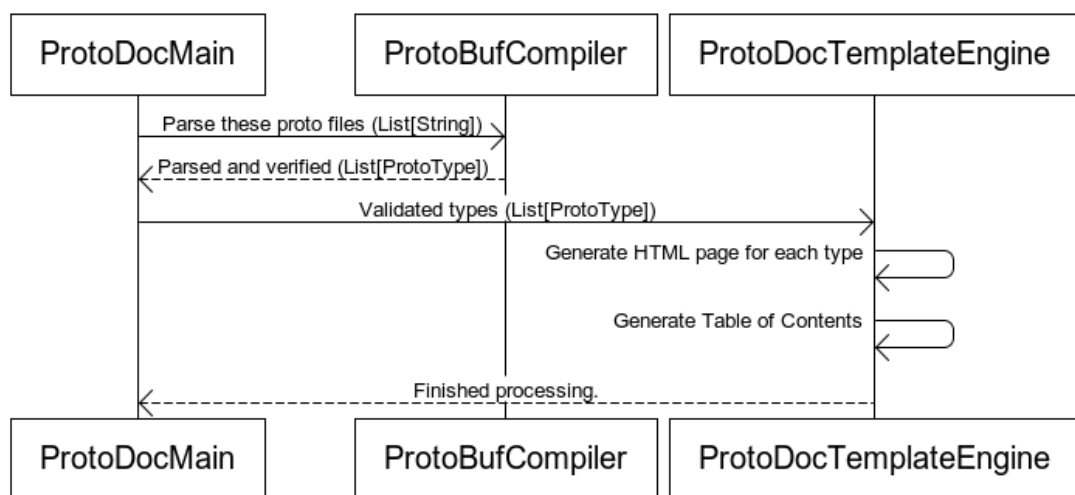 ProtoDocMain
ProtoBufCompiler
ProtoDocTemplateEngine
Parse these proto files (List[String])
Parsed and verified (List[ProtoType])
Validated types (List[ProtoType])
Generate HTML page for each type
Generate Table of Contents
Finished processing.
ProtoDocMain
ProtoBufCompiler
ProtoDocTemplateEngine